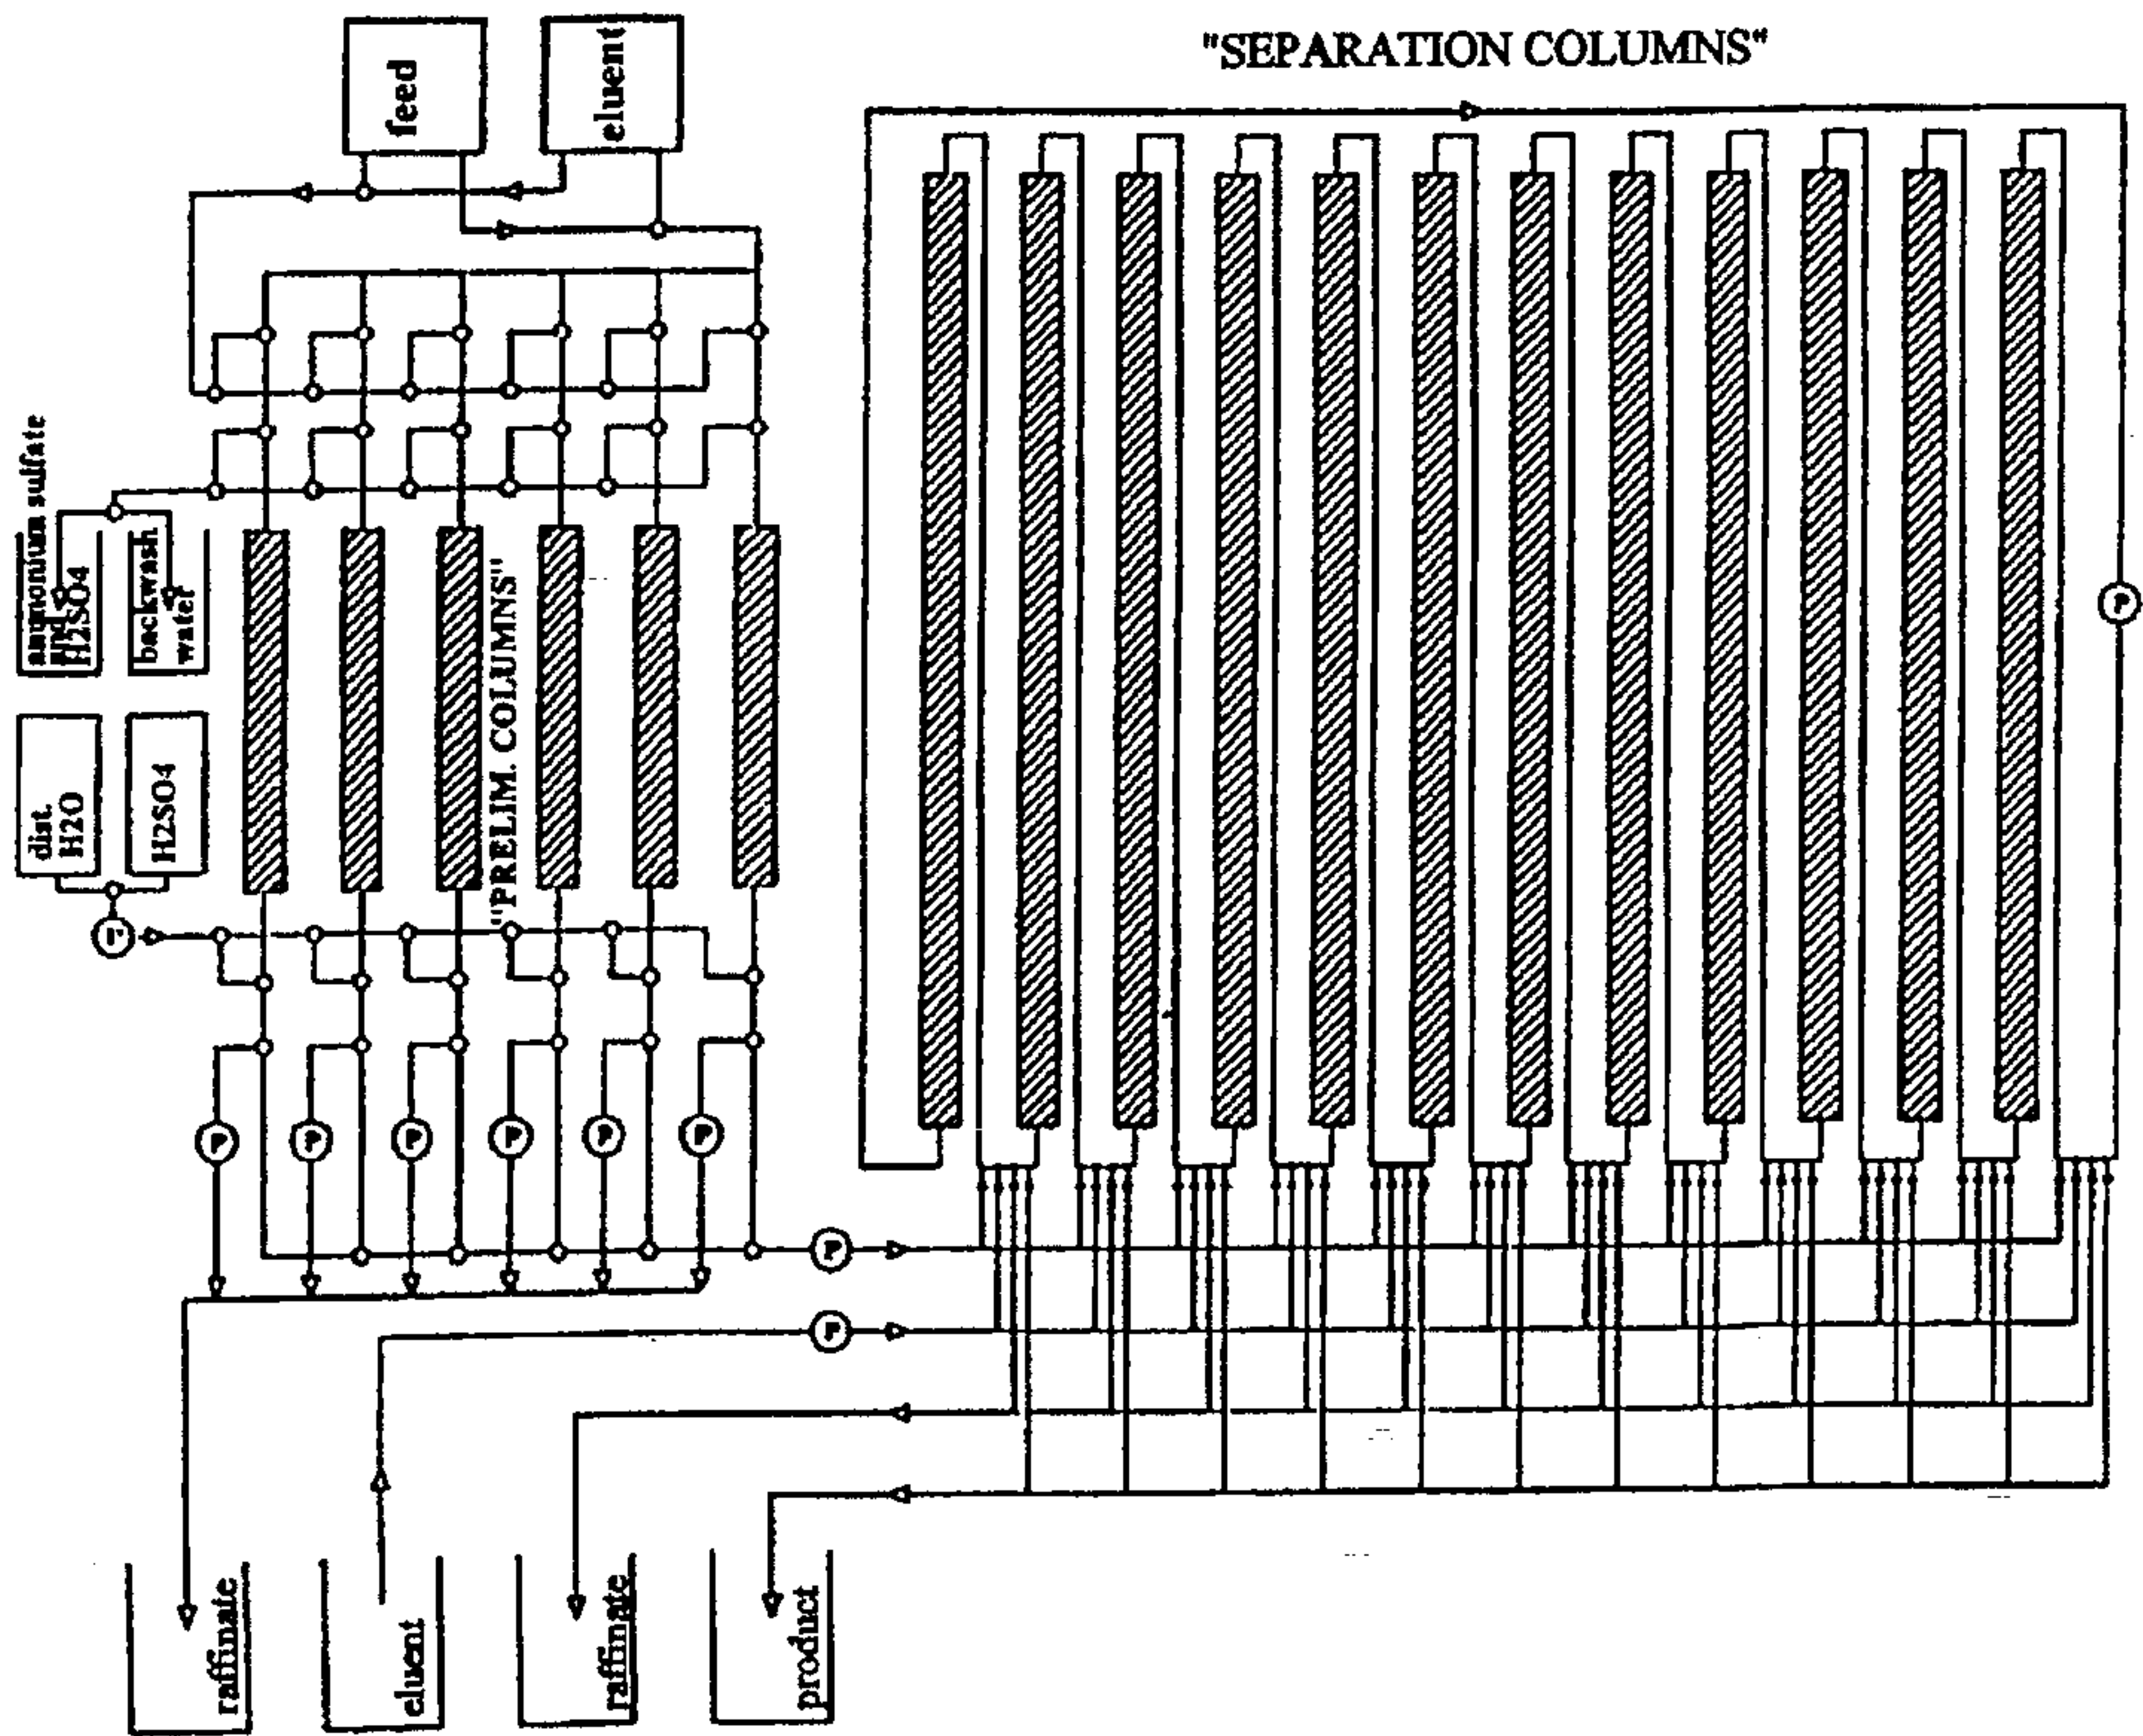 "SEPARATION COLUMNS"
feed
eluent
ammonium sulfate
and
H2SO4
backwash
water
dist.
H2O
H2SO4
"PRELIM. COLUMNS"
P
P
P
P
P
P
P
P
P
P
raffinate
eluent
raffinate
product